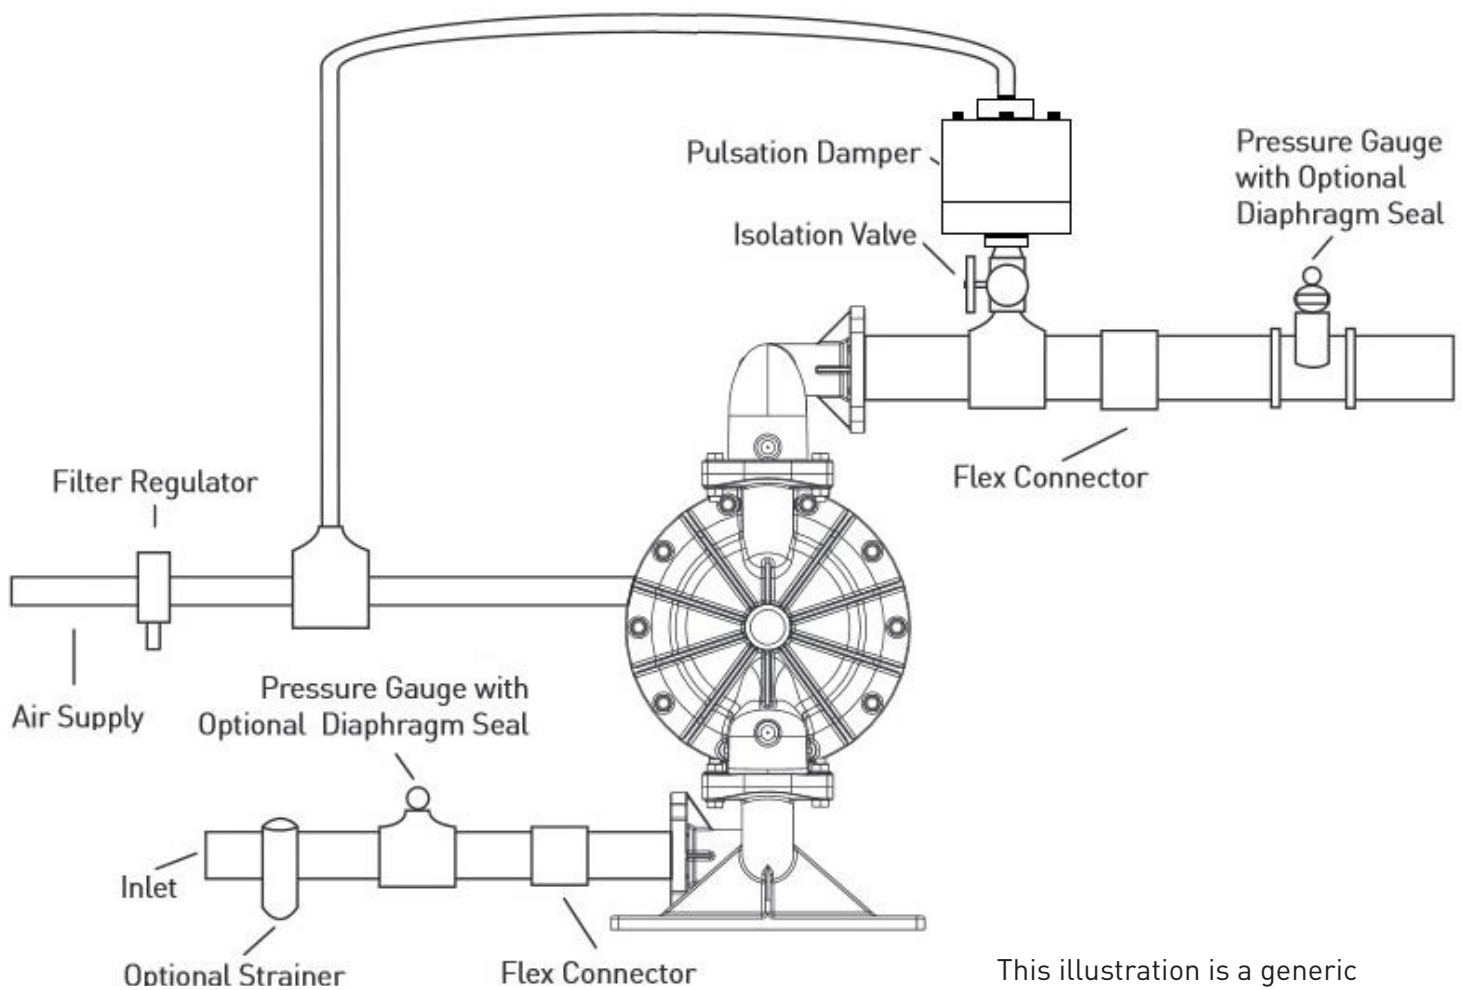 Pulsation Damper
Pressure Gauge
with Optional
Diaphragm Seal
Isolation Valve
Flex Connector
Filter Regulator
Air Supply
Pressure Gauge with
Optional Diaphragm Seal
Inlet
Optional Strainer
Flex Connector
This illustration is a generic